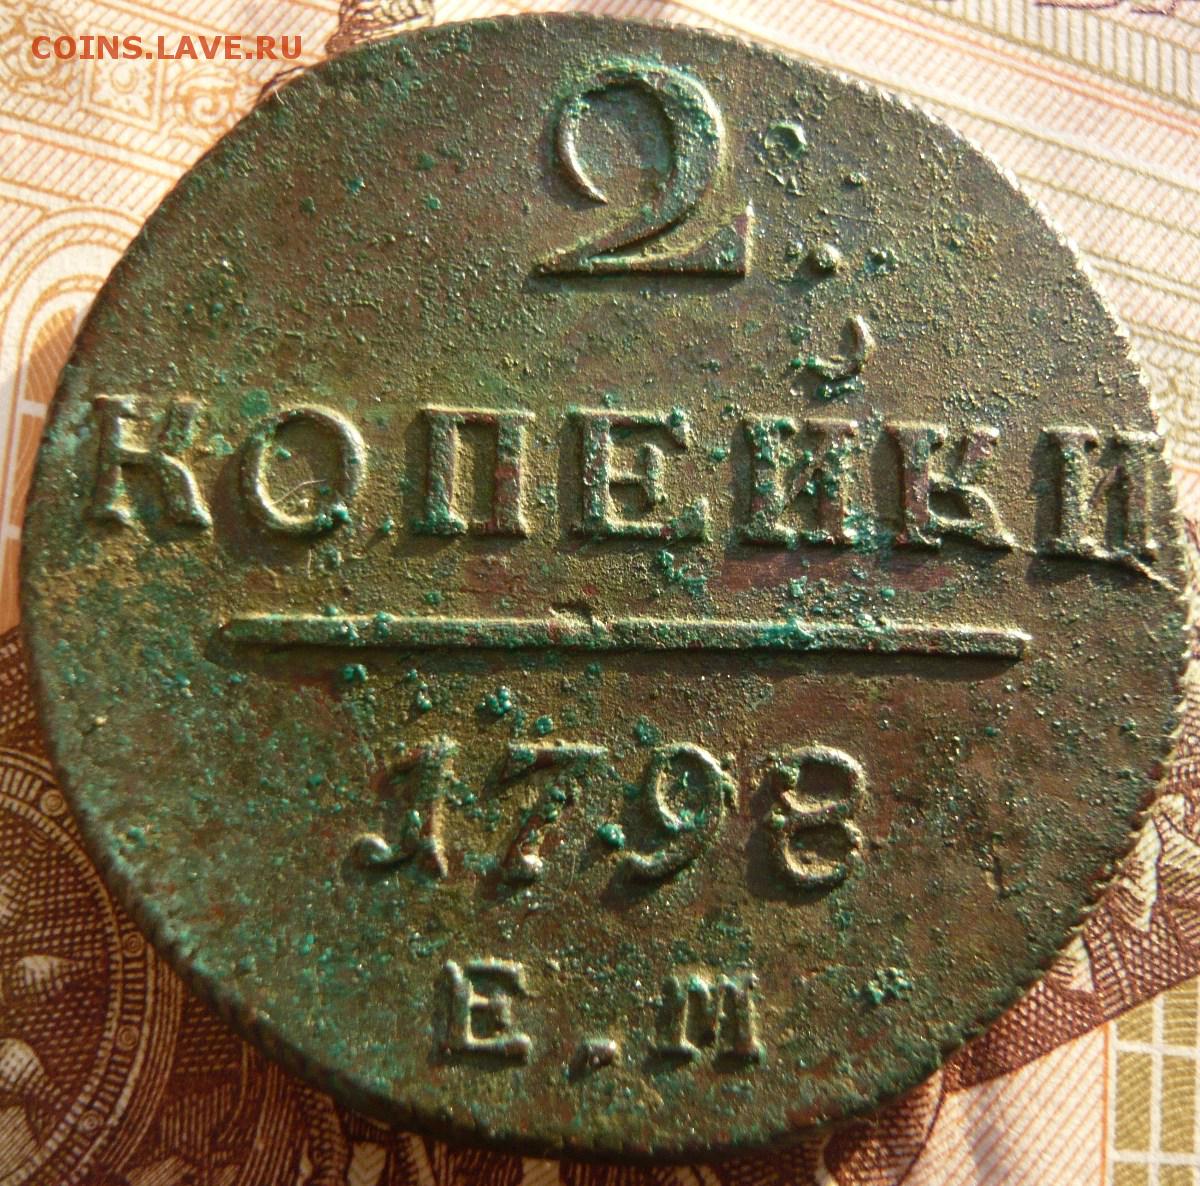 COINS.LAVE.RU
2
КОПЕЙКИ
1798
Е.М